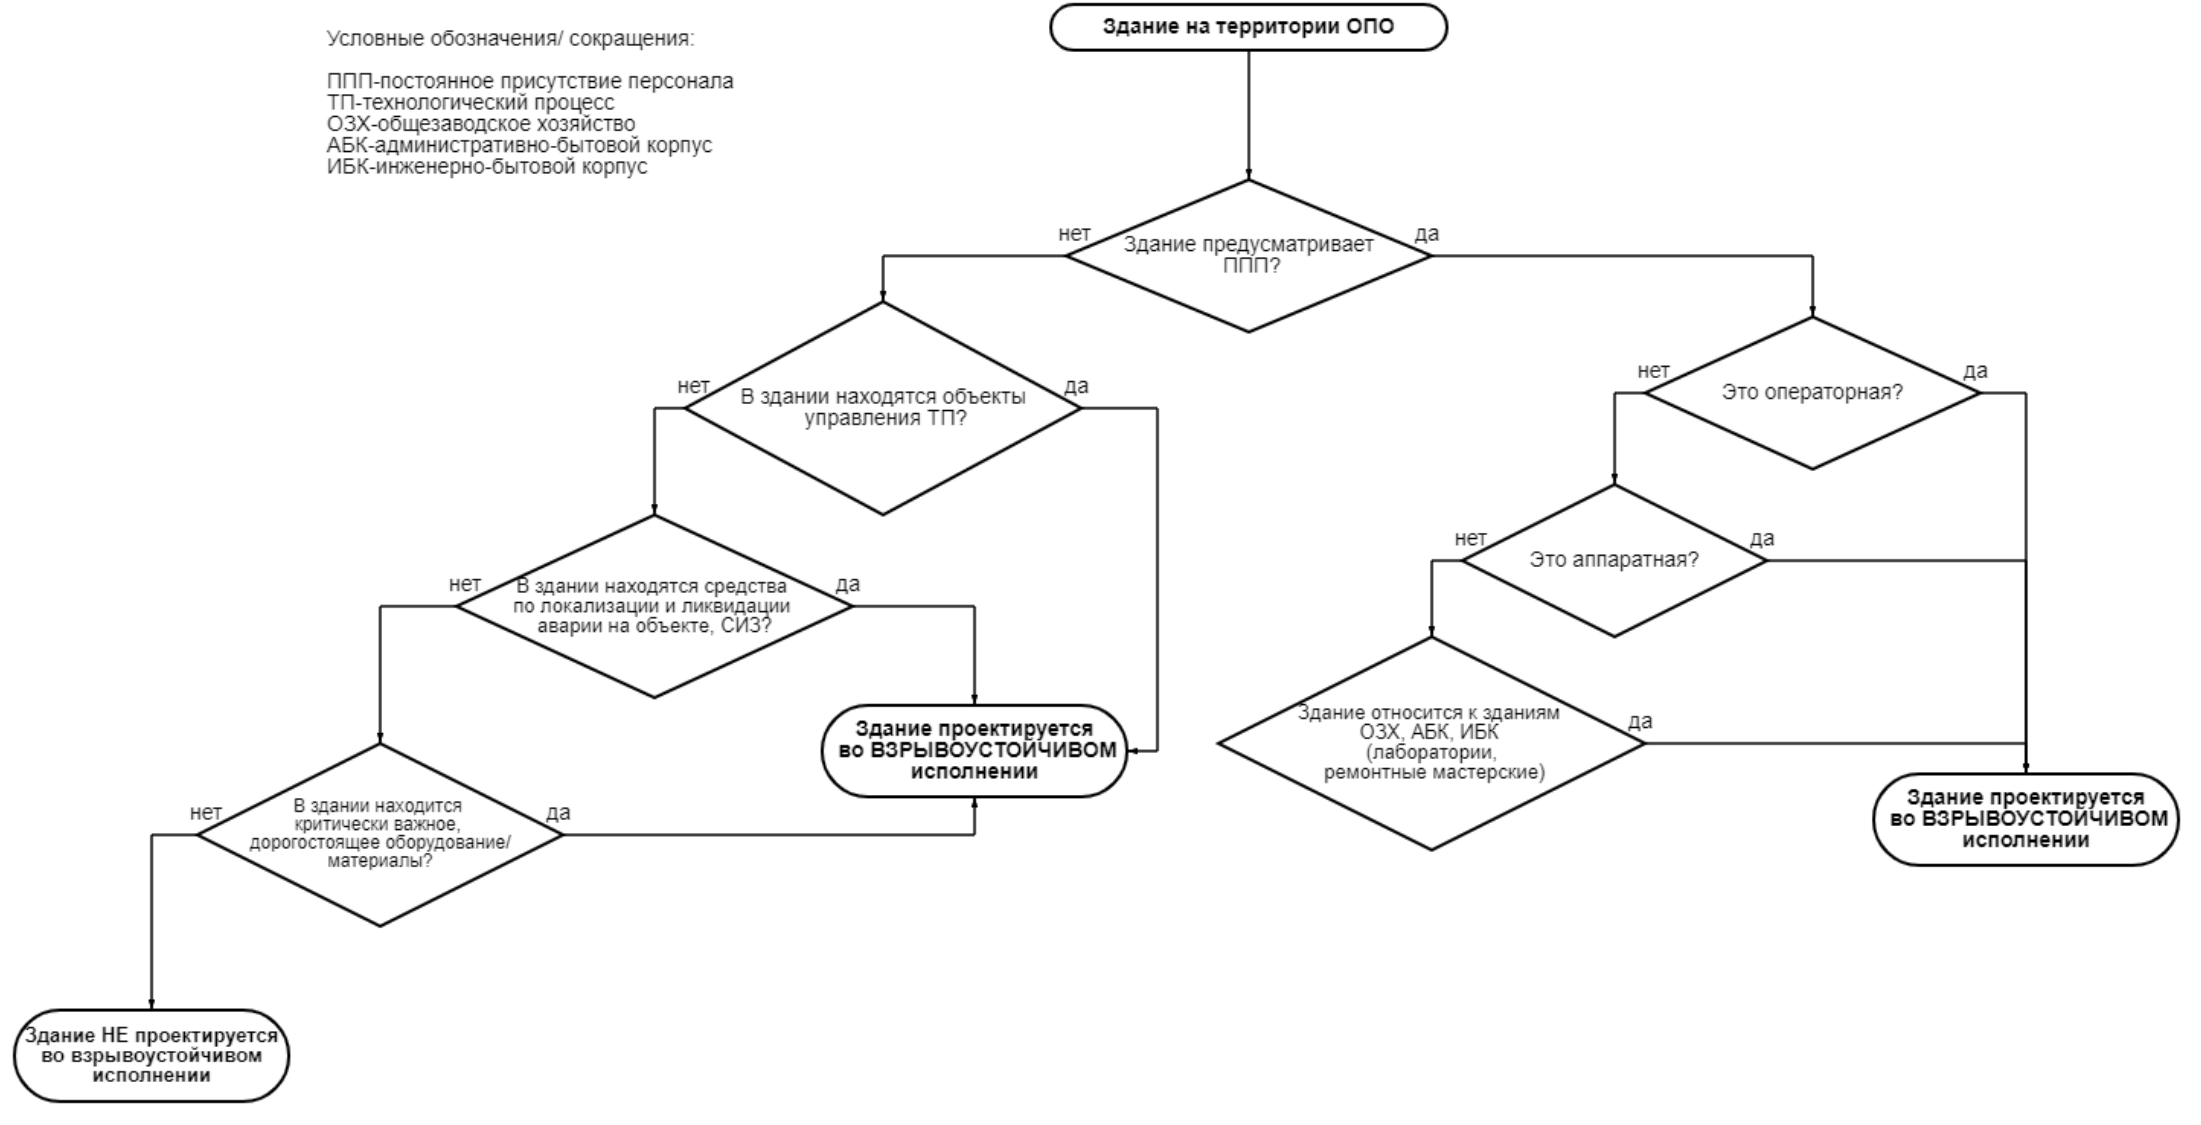 Здание на территории ОПО
Условные обозначения/ сокращения:
ППП-постоянное присутствие персонала
ТП-технологический процесс
ОЗХ-общезаводское хозяйство
АБК-административно-бытовой корпус
ИБК-инженерно-бытовой корпус
нет
Здание предусматривает
ППП?
да
нет
В здании находятся объекты
управления ТП?
да
нет
Это операторная?
да
нет
Это аппаратная?
да
нет
В здании находятся средства
по локализации и ликвидации
аварии на объекте, СИЗ?
да
Здание относится к зданиям
ОЗХ, АБК, ИБК
(лаборатории,
ремонтные мастерские)
да
Здание проектируется
во ВЗРЫВОУСТОЙЧИВОМ
исполнении
Здание проектируется
во ВЗРЫВОУСТОЙЧИВОМ
исполнении
нет
В здании находится
критически важное,
дорогостоящее оборудование/
материалы?
да
Здание НЕ проектируется
во взрывоустойчивом
исполнении